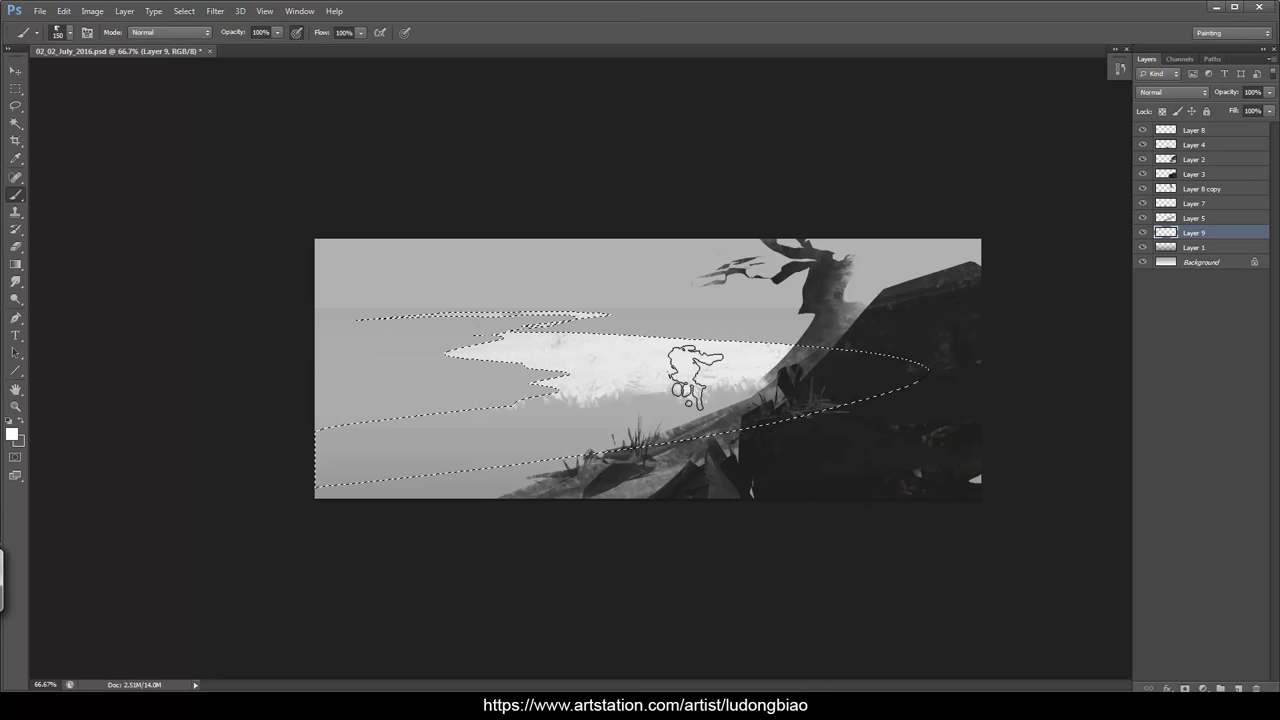 Ps File Edit Image Layer Type Select Filter 3D View Window Help
150 Mode: Normal Opacity: 100% Flow: 100% Painting
02_02_July_2016.psd @ 66.7% (Layer 9, RGB/8) * ×
Layers Channels Paths
Kind
Normal Opacity: 100%
Lock: Fill: 100%
Layer 8
Layer 4
Layer 2
Layer 3
Layer 8 copy
Layer 7
Layer 5
Layer 9
Layer 1
Background
66.67% Doc: 2.51M/14.0M
https://www.artstation.com/artist/ludongbiao